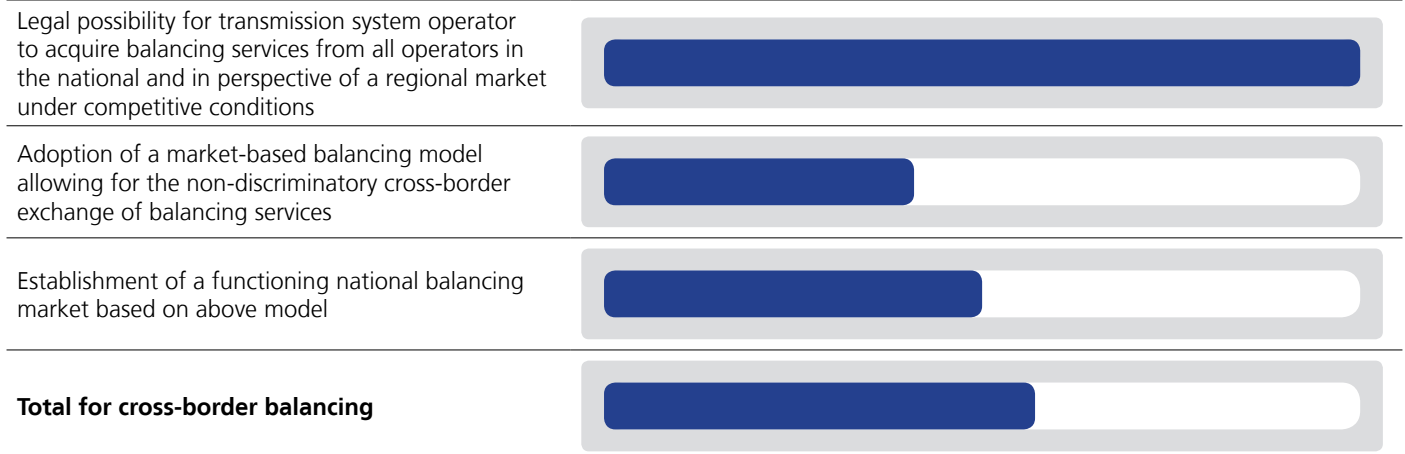 Legal possibility for transmission system operator
to acquire balancing services from all operators in
the national and in perspective of a regional market
under competitive conditions
Adoption of a market-based balancing model
allowing for the non-discriminatory cross-border
exchange of balancing services
Establishment of a functioning national balancing
market based on above model
Total for cross-border balancing